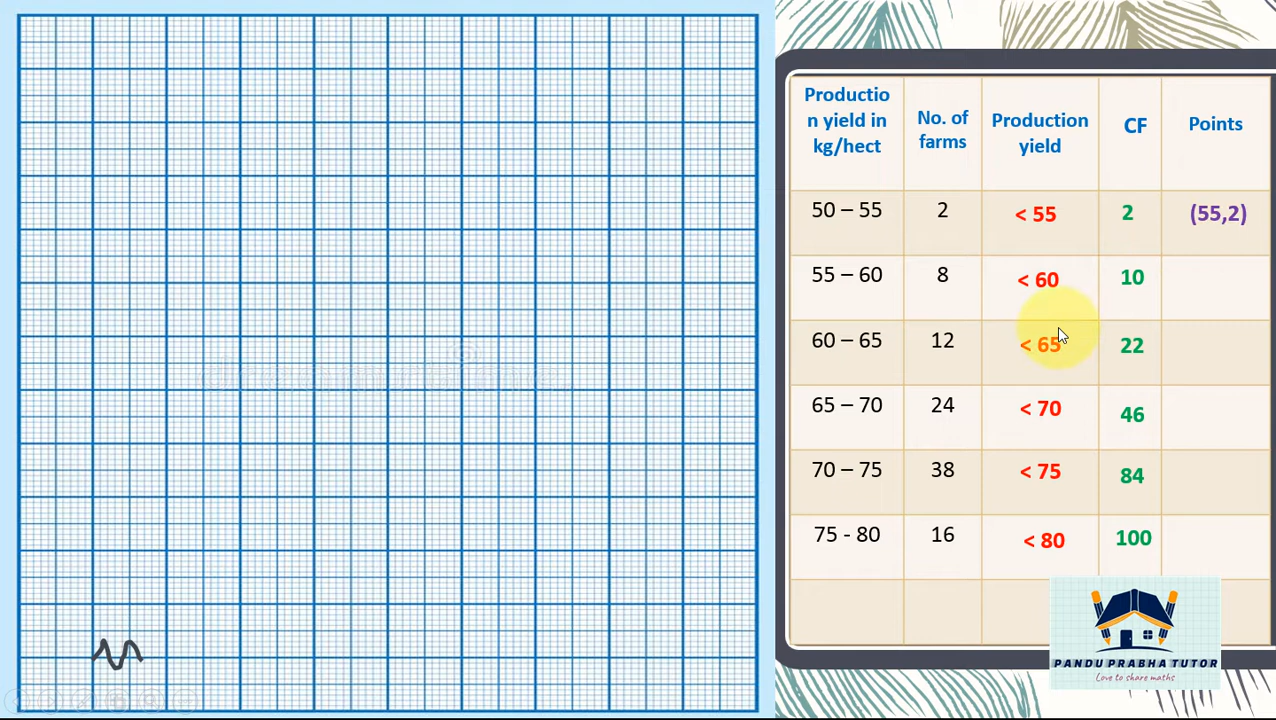 Productio
n yield in
kg/hect
No. of
farms
Production
yield
CF
Points
50 – 55 2 < 55 2 (55,2)
55 – 60 8 < 60 10
60 – 65 12 < 65 22
65 – 70 24 < 70 46
70 – 75 38 < 75 84
75 - 80 16 < 80 100
PANDU PRABHA TUTOR
Love to share maths